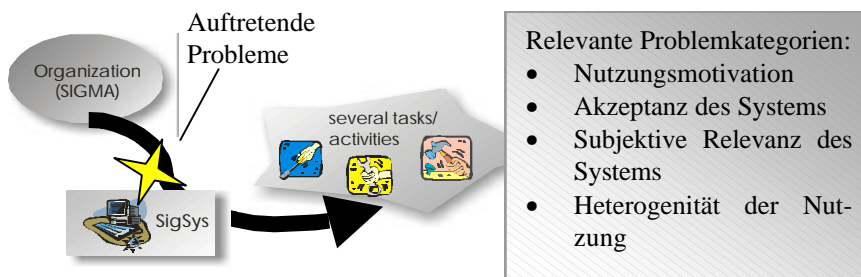 Auftretende
Probleme
Organization
(SIGMA)
several tasks/
activities
SigSys
Relevante Problemkategorien:
• Nutzungsmotivation
• Akzeptanz des Systems
• Subjektive Relevanz des
Systems
• Heterogenität der Nut-
zung